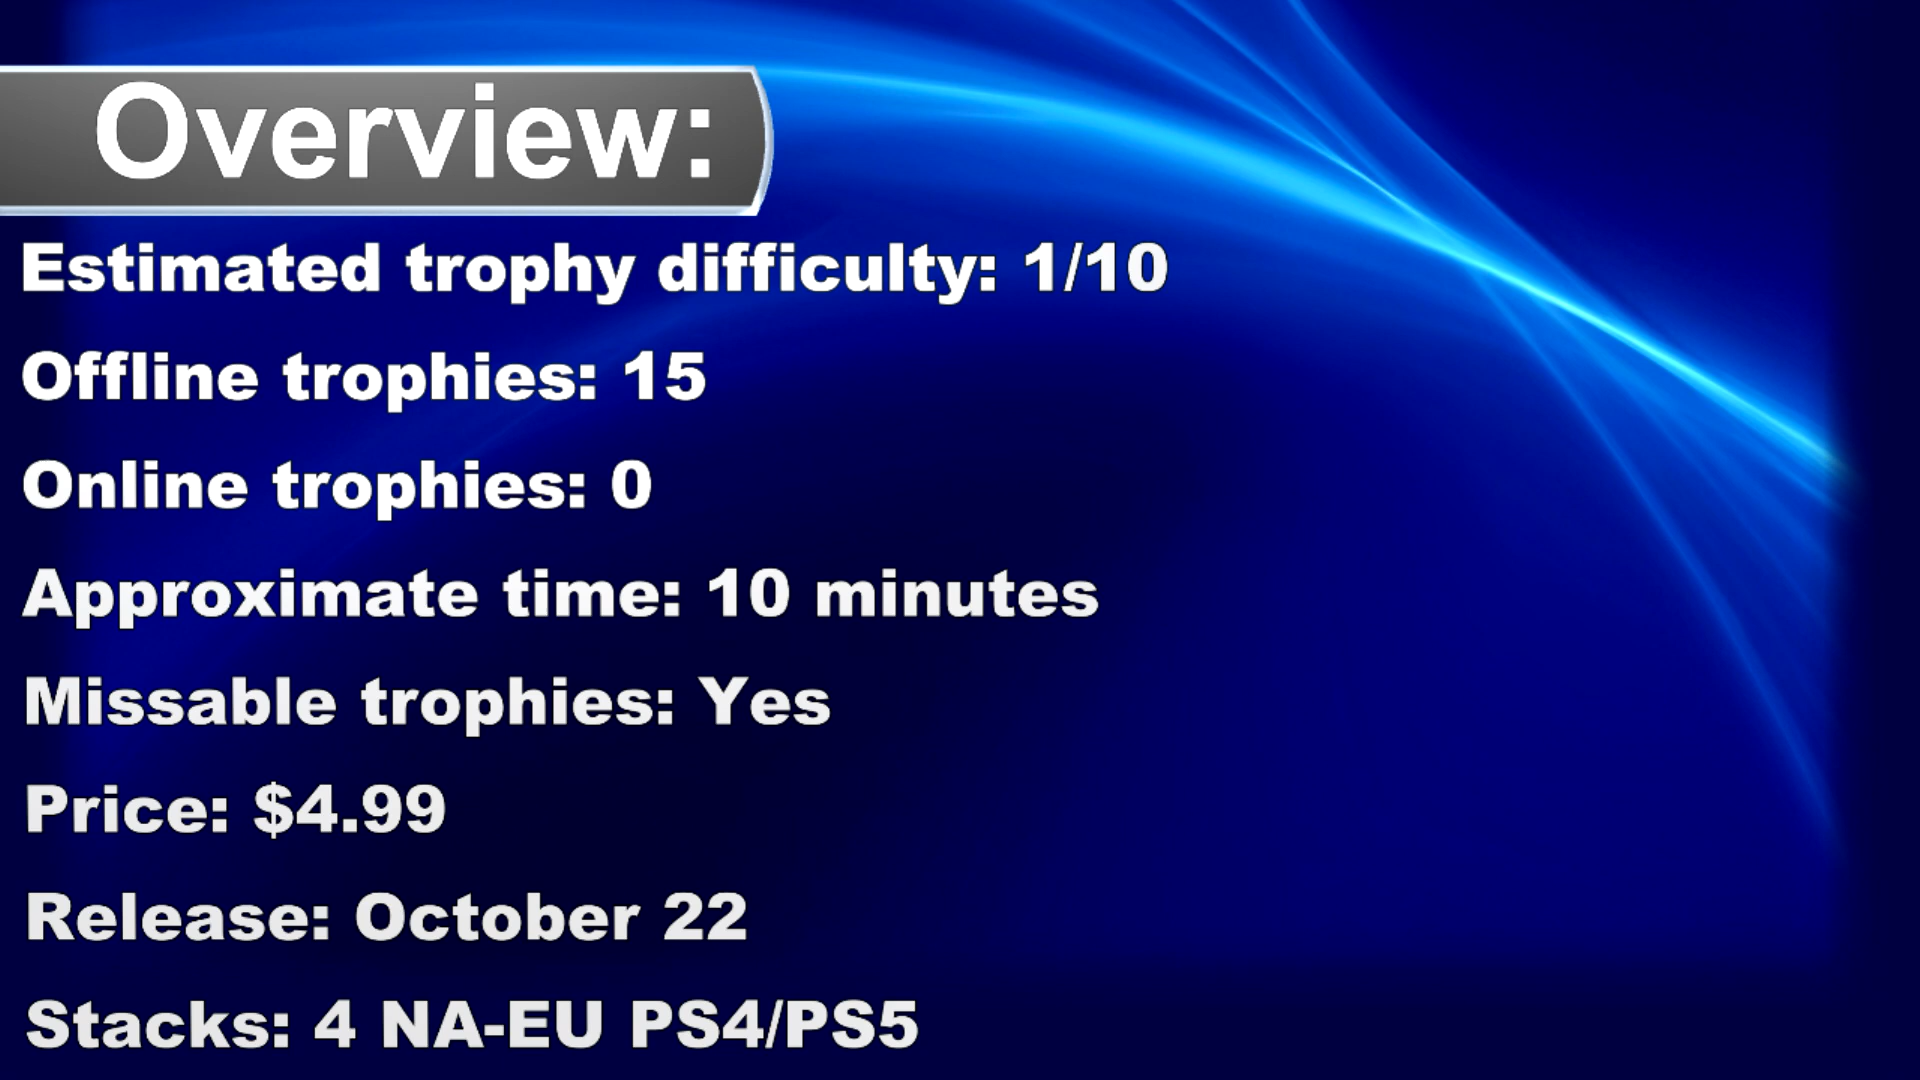 Overview:
Estimated trophy difficulty: 1/10
Offline trophies: 15
Online trophies: 0
Approximate time: 10 minutes
Missable trophies: Yes
Price: $4.99
Release: October 22
Stacks: 4 NA-EU PS4/PS5